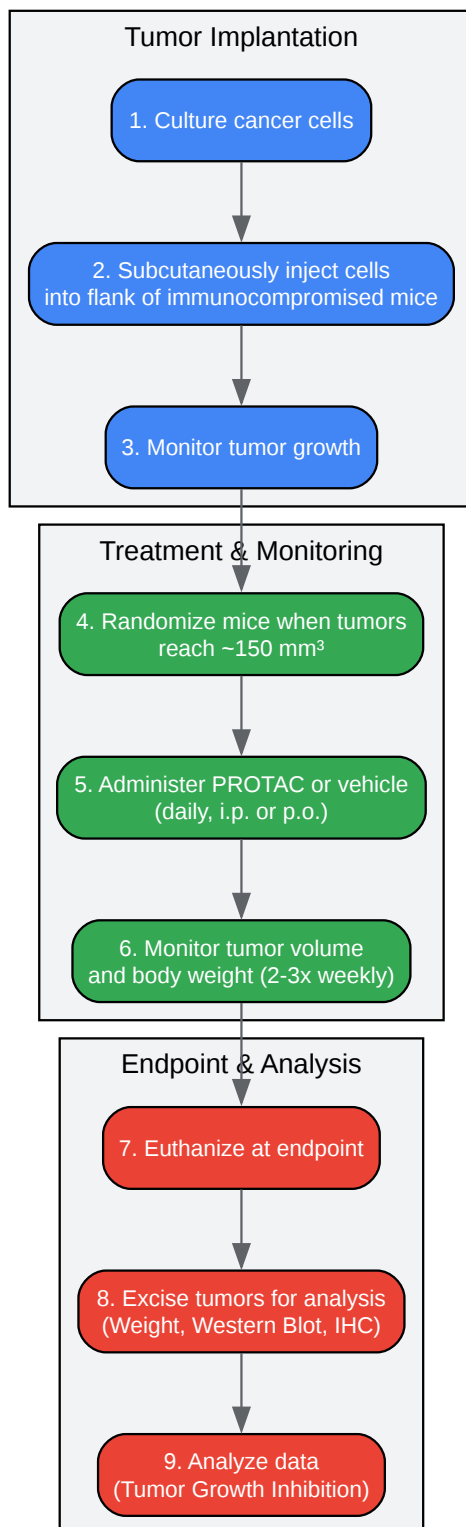 Tumor Implantation
1. Culture cancer cells
2. Subcutaneously inject cells
into flank of immunocompromised mice
3. Monitor tumor growth
Treatment & Monitoring
4. Randomize mice when tumors
reach ~150 mm³
5. Administer PROTAC or vehicle
(daily, i.p. or p.o.)
6. Monitor tumor volume
and body weight (2-3x weekly)
Endpoint & Analysis
7. Euthanize at endpoint
8. Excise tumors for analysis
(Weight, Western Blot, IHC)
9. Analyze data
(Tumor Growth Inhibition)